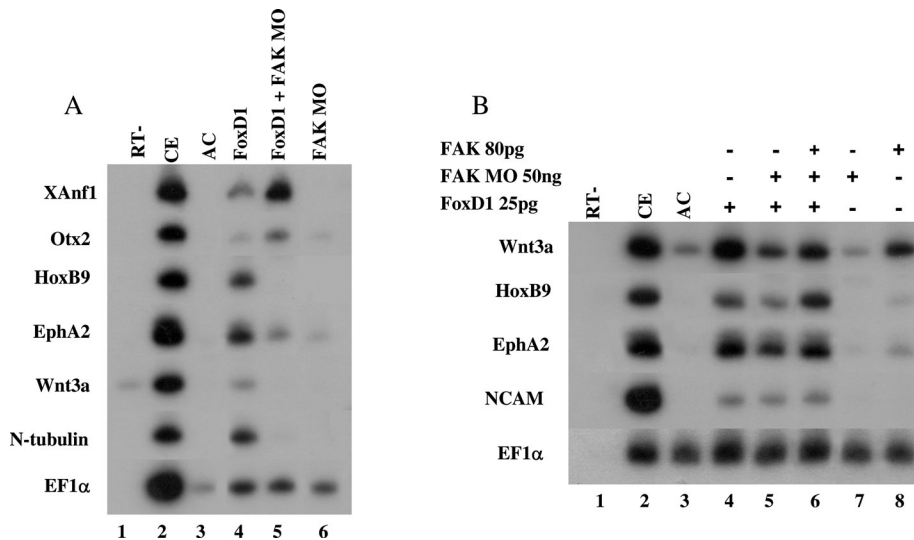 A
RT-
CE
AC
FoxD1
FoxD1 + FAK MO
FAK MO
XAnf1
Otx2
HoxB9
EphA2
Wnt3a
N-tubulin
EF1α
1 2 3 4 5 6
B
FAK 80pg - - + - +
FAK MO 50ng - + + + -
FoxD1 25pg + + + - -
RT-
CE
AC
Wnt3a
HoxB9
EphA2
NCAM
EF1α
1 2 3 4 5 6 7 8